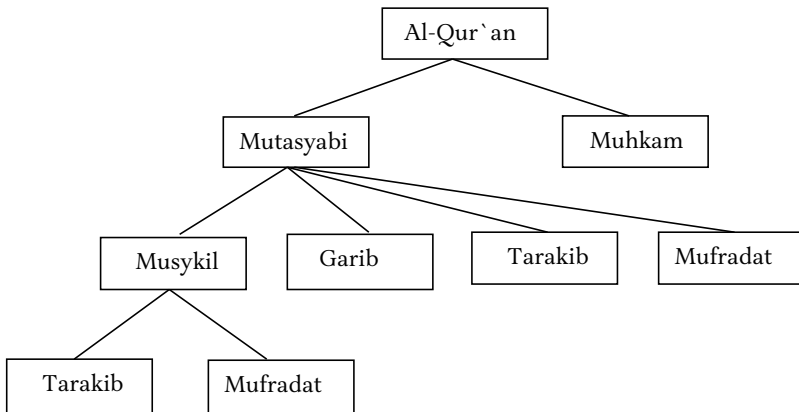 Al-Qur`an
Mutasyabi
Muhkam
Musykil
Garib
Tarakib
Mufradat
Tarakib
Mufradat